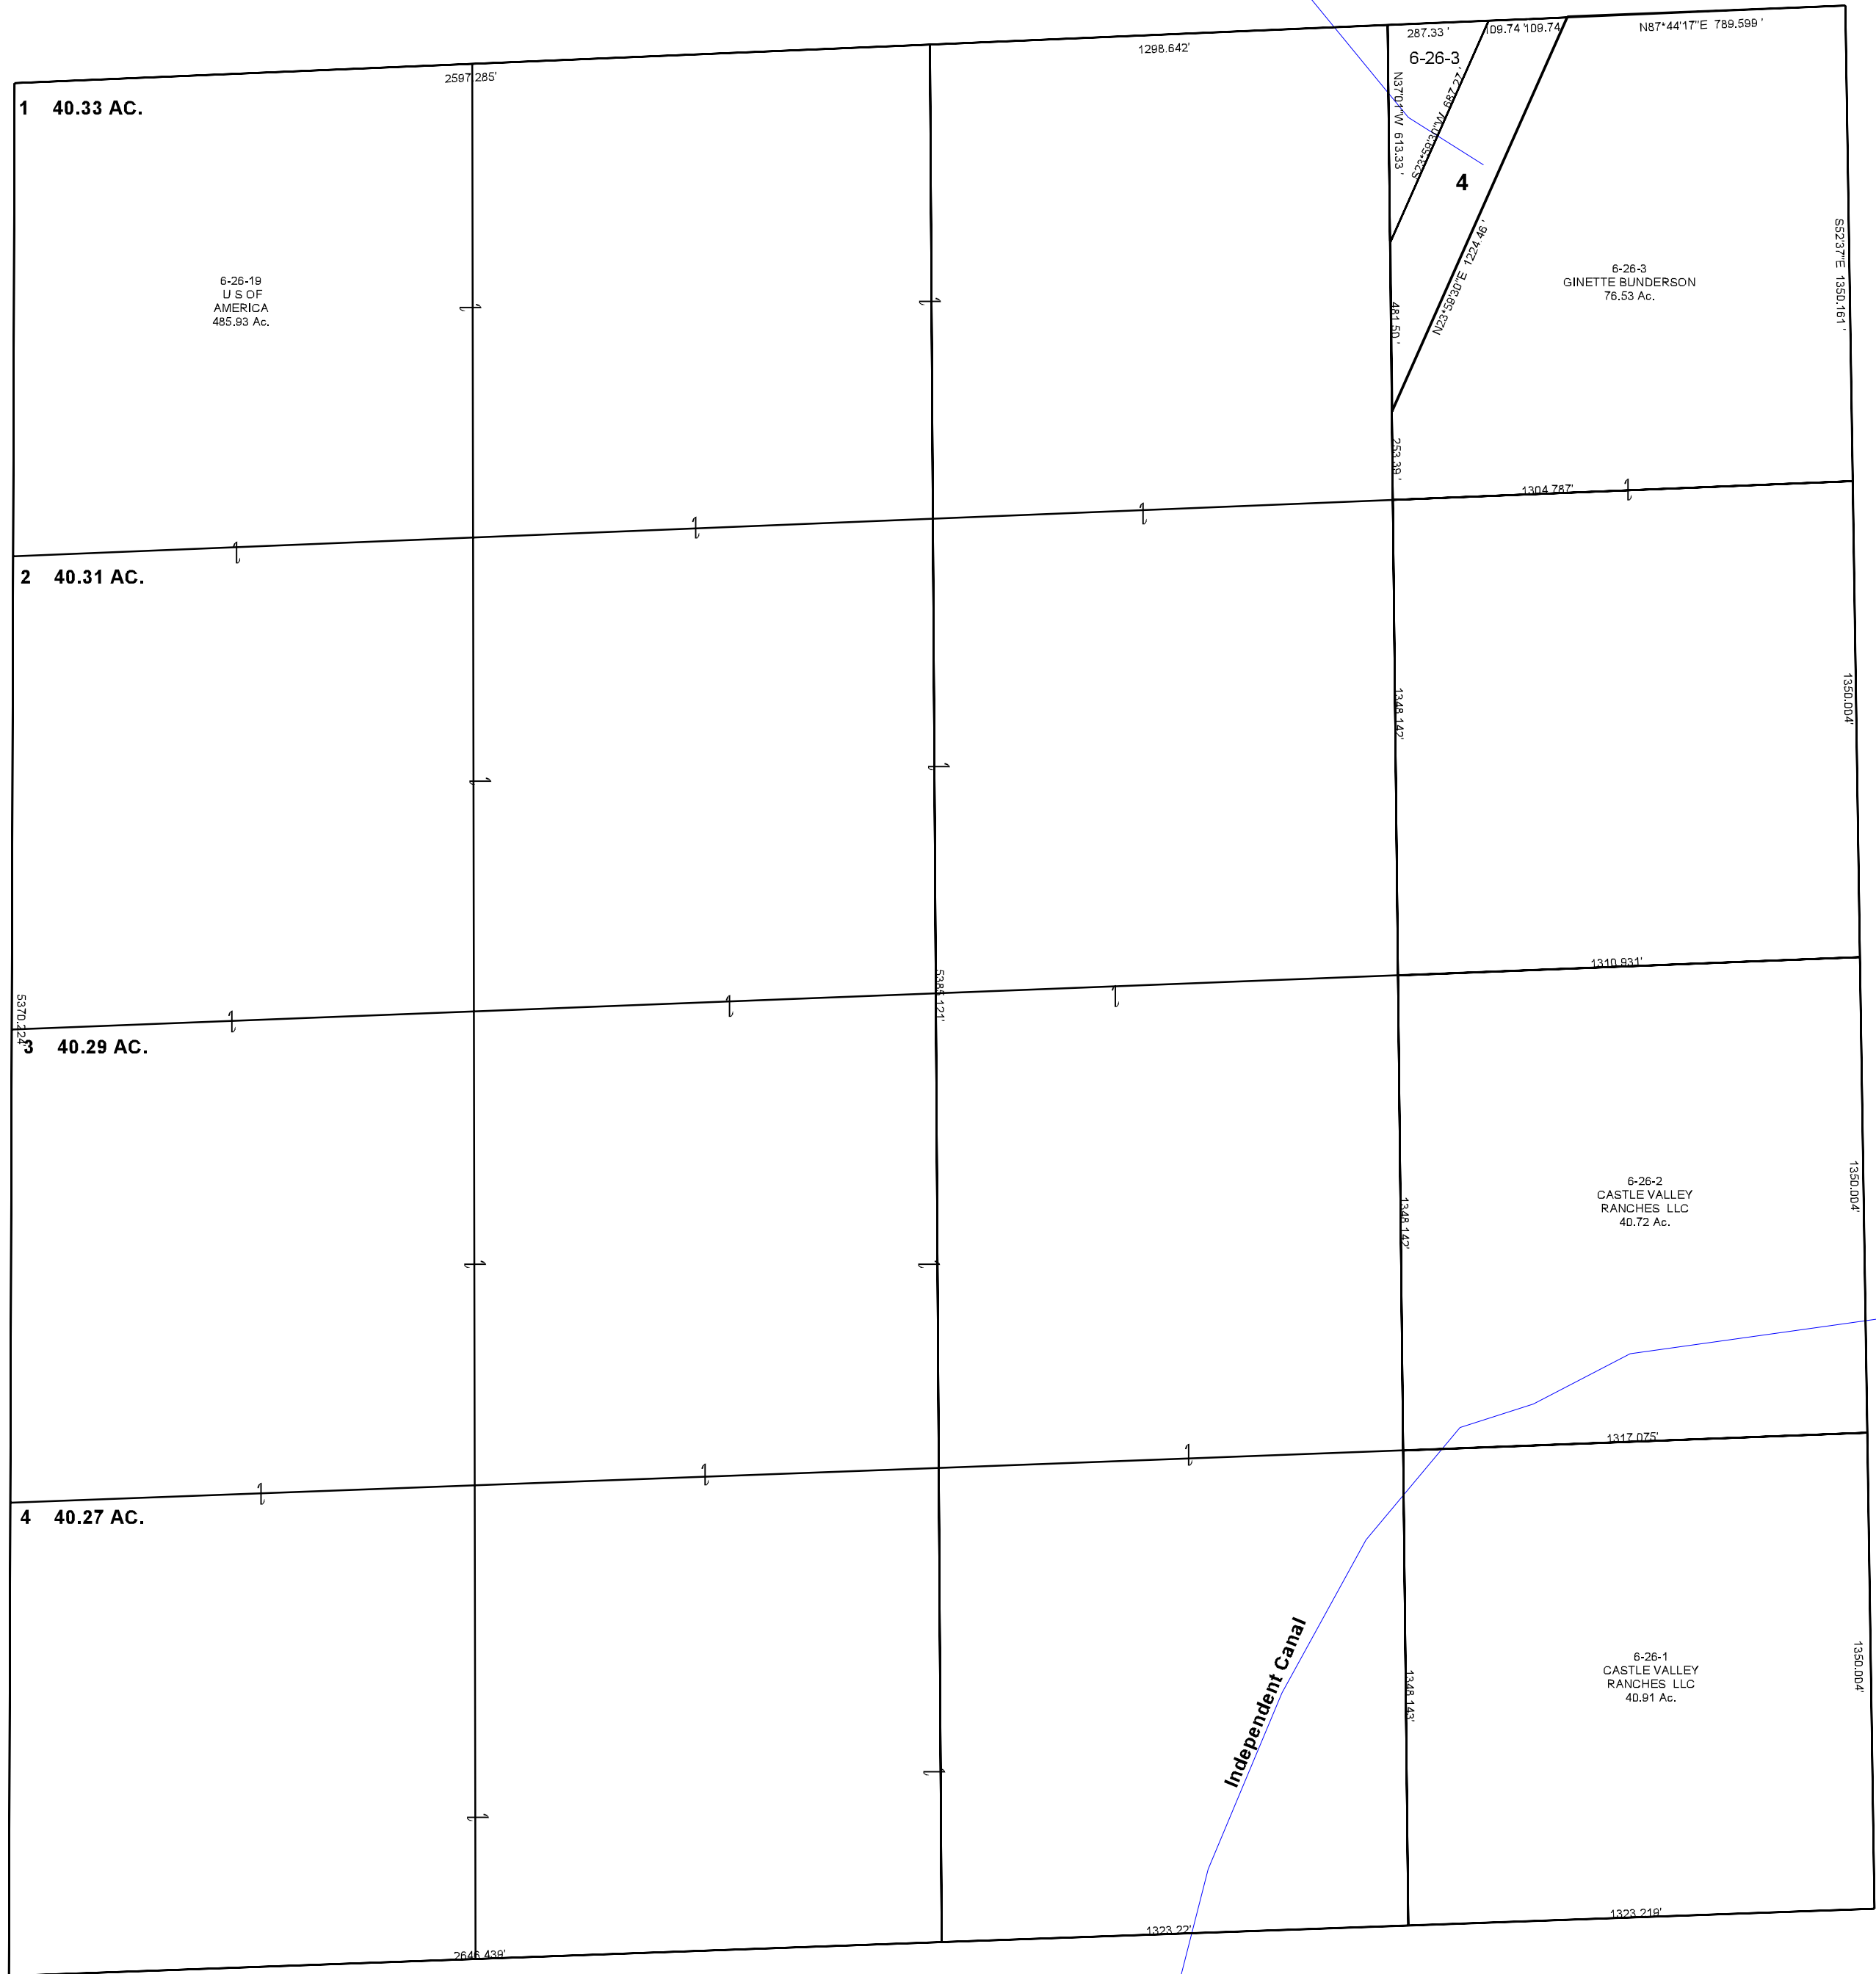 287.33 '
109.74 '
109.74
N87*44'17"E 789.599 '
1298.642'
2597.285'
6-26-3
1 40.33 AC.
N37'01"W 613.33 '
S23*59'30"W 687.27 '
4
N23*59'30"E 1224.46 '
S52'37"E 1350.161 '
6-26-19
U S OF
AMERICA
485.93 Ac.
6-26-3
GINETTE BUNDERSON
76.53 Ac.
481.50 '
253.39 '
1304.787'
2 40.31 AC.
1348.142'
1350.004'
1310.931'
5370.224'
5385.121'
3 40.29 AC.
6-26-2
CASTLE VALLEY
RANCHES LLC
40.72 Ac.
1348.142'
1350.004'
1317.075'
4 40.27 AC.
Independent Canal
6-26-1
CASTLE VALLEY
RANCHES LLC
40.91 Ac.
1348.143'
1350.004'
1323.219'
1323.22'
2646.439'